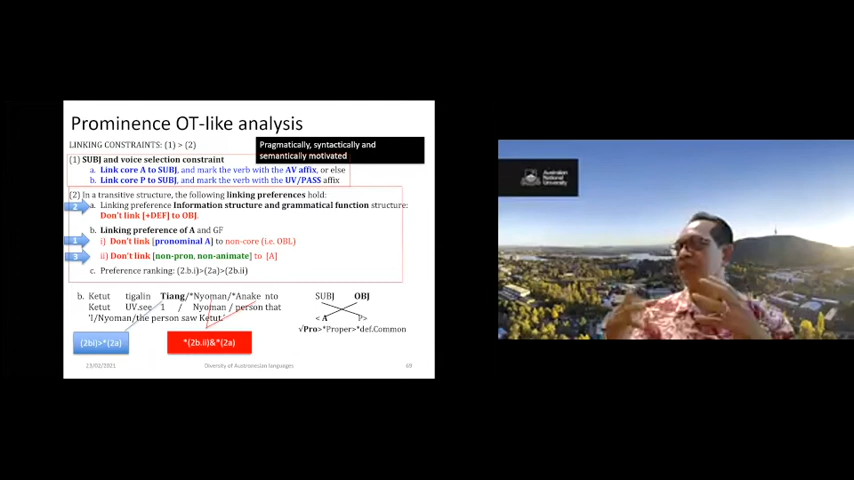 Prominence OT-like analysis
LINKING CONSTRAINTS: (1) > (2)
Pragmatically, syntactically and
semantically motivated
(1) SUBJ and voice selection constraint
a. Link core A to SUBJ, and mark the verb with the AV affix, or else
b. Link core P to SUBJ, and mark the verb with the UV/PASS affix
(2) In a transitive structure, the following linking preferences hold:
2
a. Linking preference Information structure and grammatical function structure:
Don't link [+DEF] to OBJ.
b. Linking preference of A and GF
1
i) Don't link [pronominal A] to non-core (i.e. OBL)
3
ii) Don't link [non-pron, non-animate] to [A]
c. Preference ranking: (2.b.i)>(2a)>(2b.ii)
b. Ketut tigalin Tiang/*Nyoman/*Anake nto
SUBJ OBJ
Ketut UV.see 1 / Nyoman / person that
'I/Nyoman/the person saw Ketut.'
< A P>
√Pro>*Proper>*def.Common
(2bi)>*(2a)
*(2b.ii)&*(2a)
23/02/2021
Diversity of Austronesian languages
69
Australian
National
University